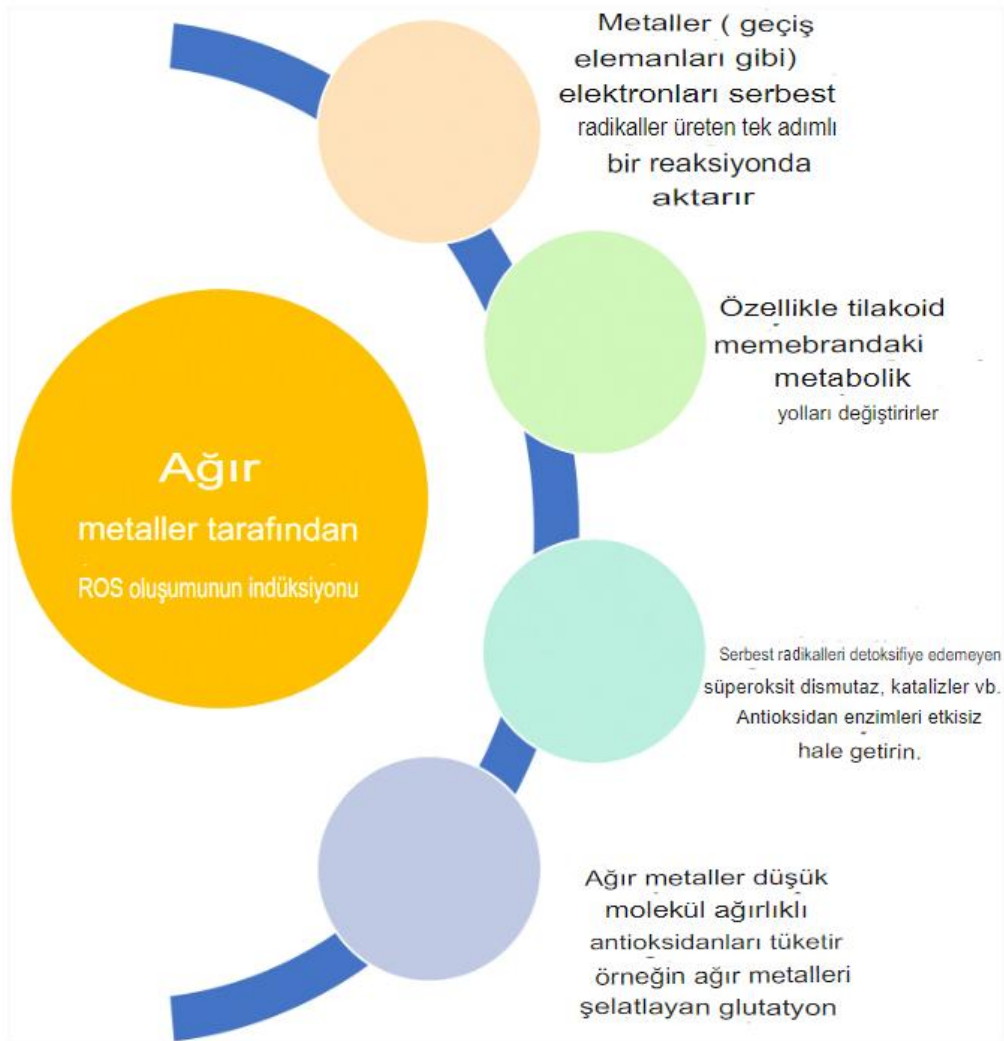 Metaller ( geçiş
elemanları gibi)
elektronları serbest
radikaller üreten tek adımlı
bir reaksiyonda
aktarır
Özellikle tilakoid
memebrandaki
metabolik
yolları değiştirirler
Ağır
metaller tarafından
ROS oluşumunun indüksiyonu
Serbest radikalleri detoksifiye edemeyen
süperoksit dismutaz, katalizler vb.
Antioksidan enzimleri etkisiz
hale getirin.
Ağır metaller düşük
molekül ağırlıklı
antioksidanları tüketir
örneğin ağır metalleri
şelatlayan glutatyon